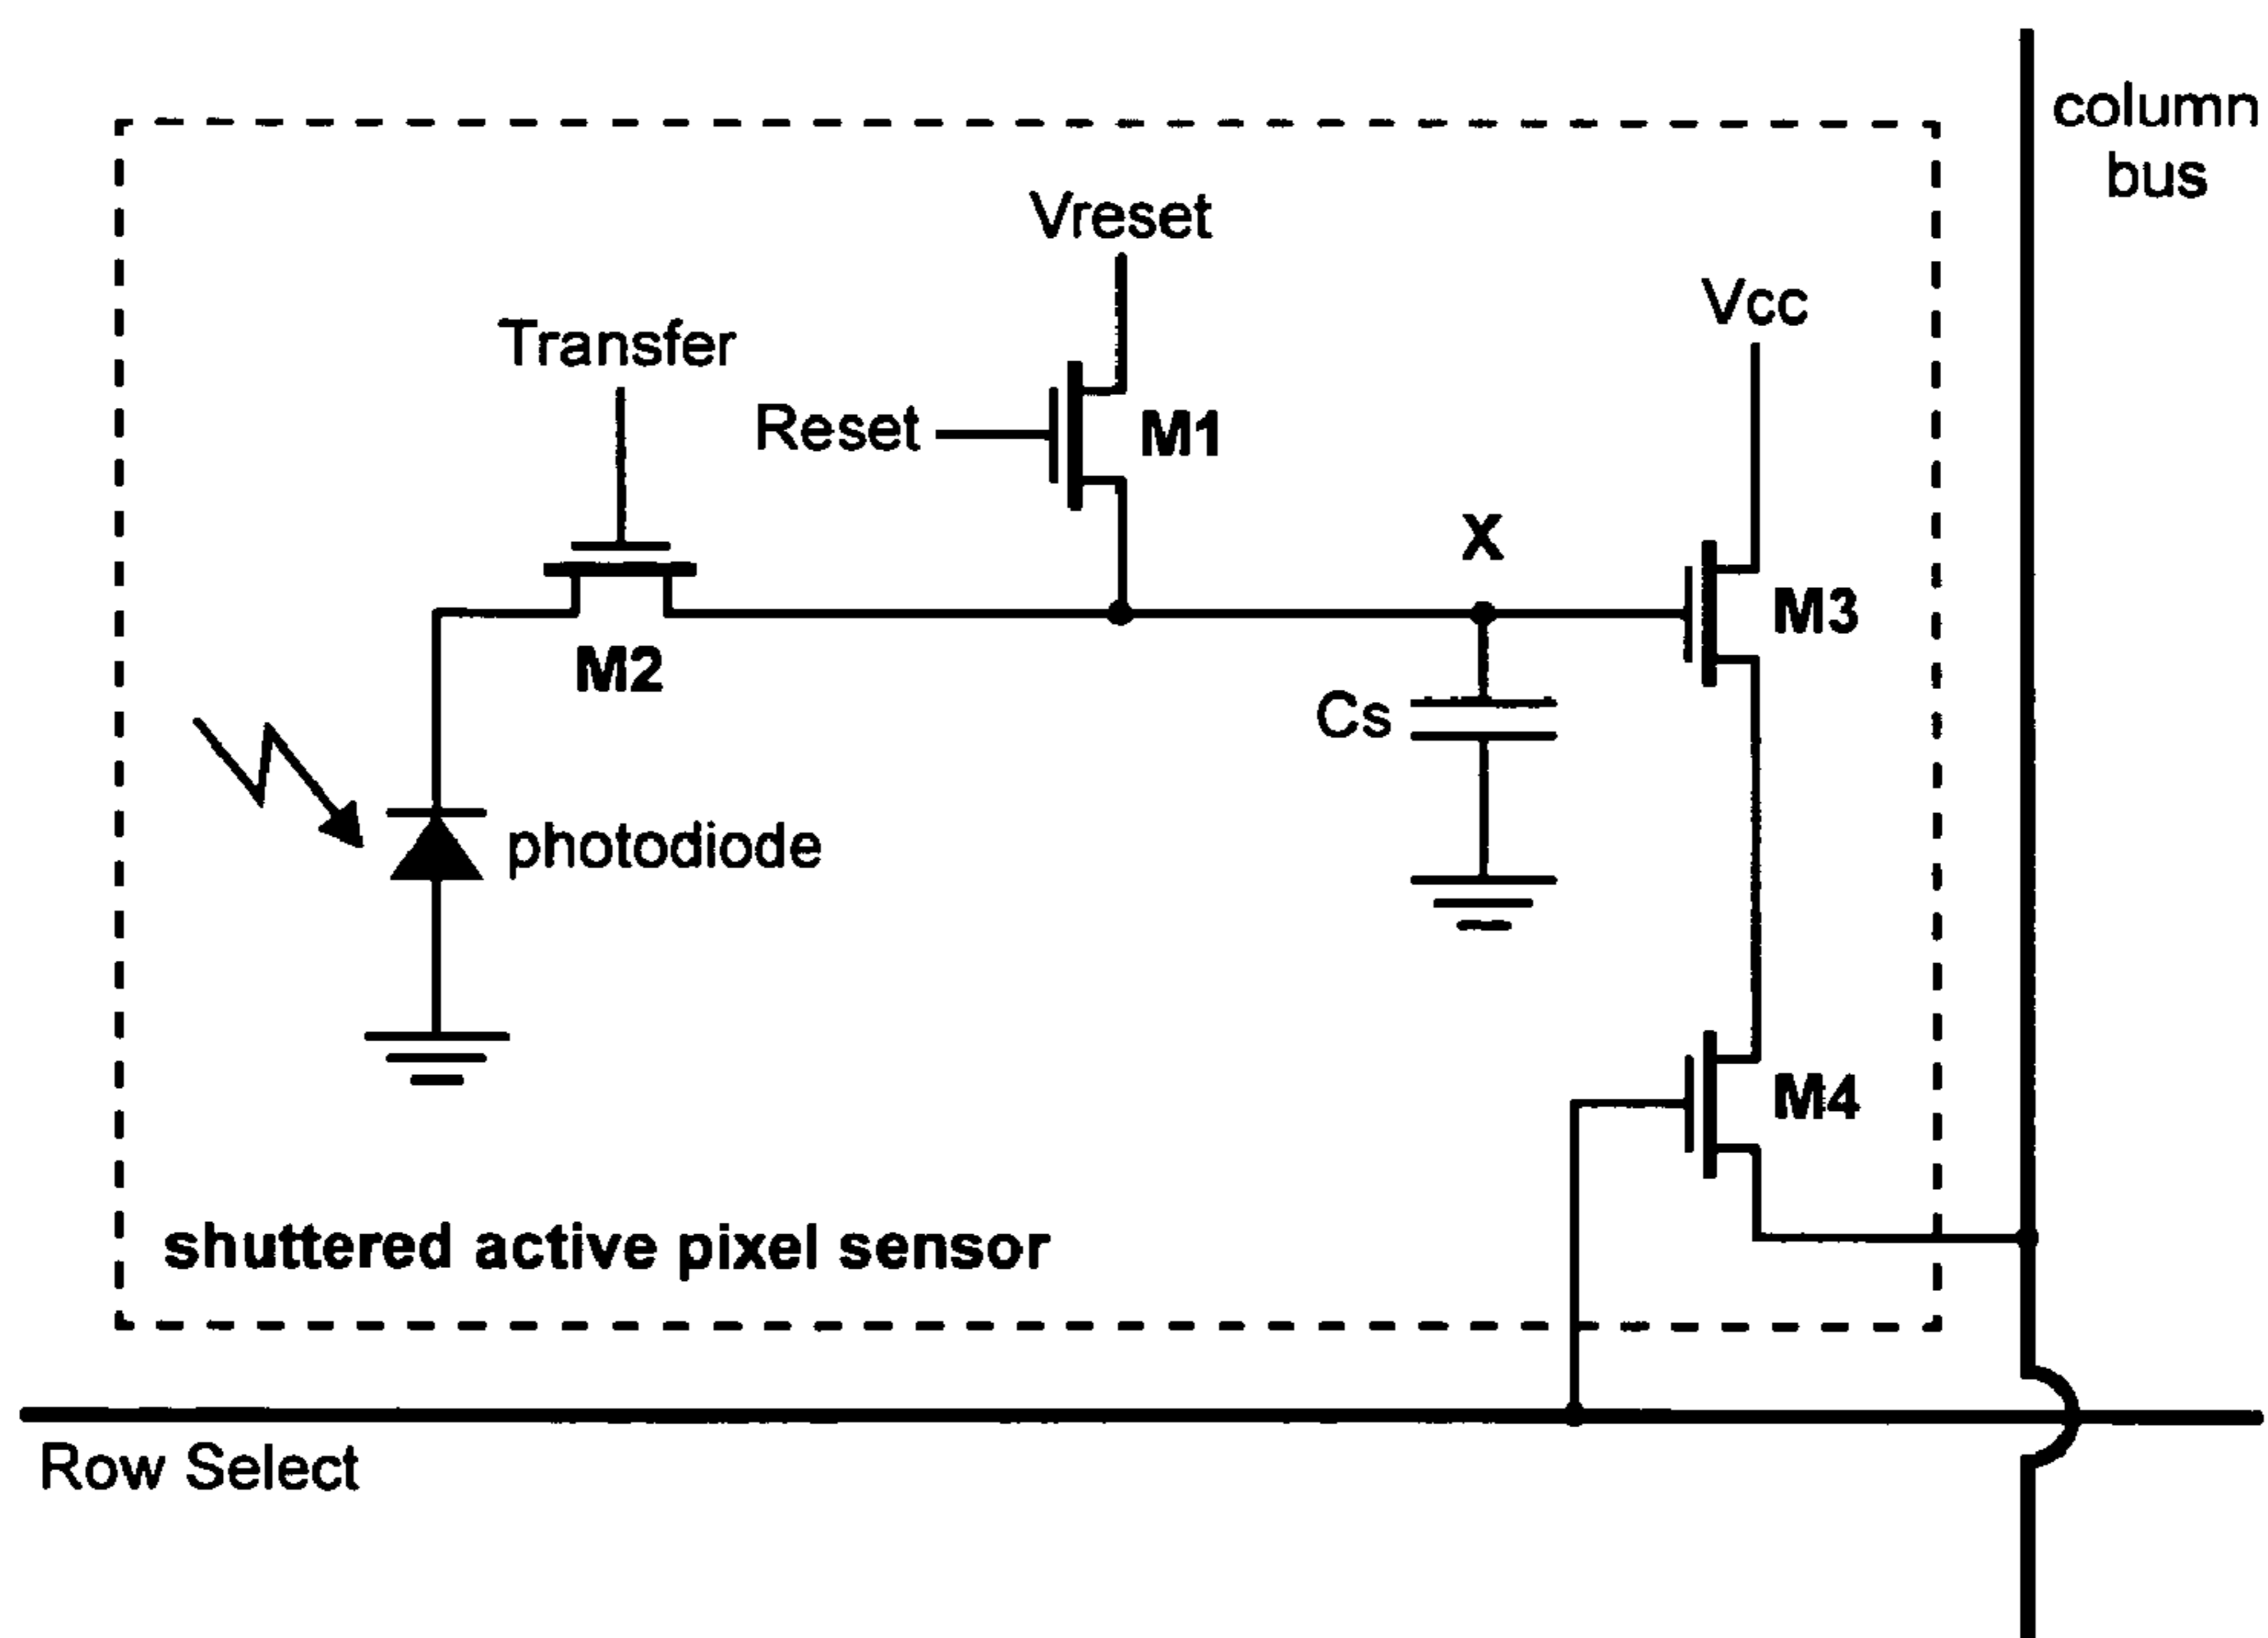 column
bus
Vreset
Vcc
Transfer
Reset
M1
X
M3
M2
Cs
photodiode
M4
shuttered active pixel sensor
Row Select